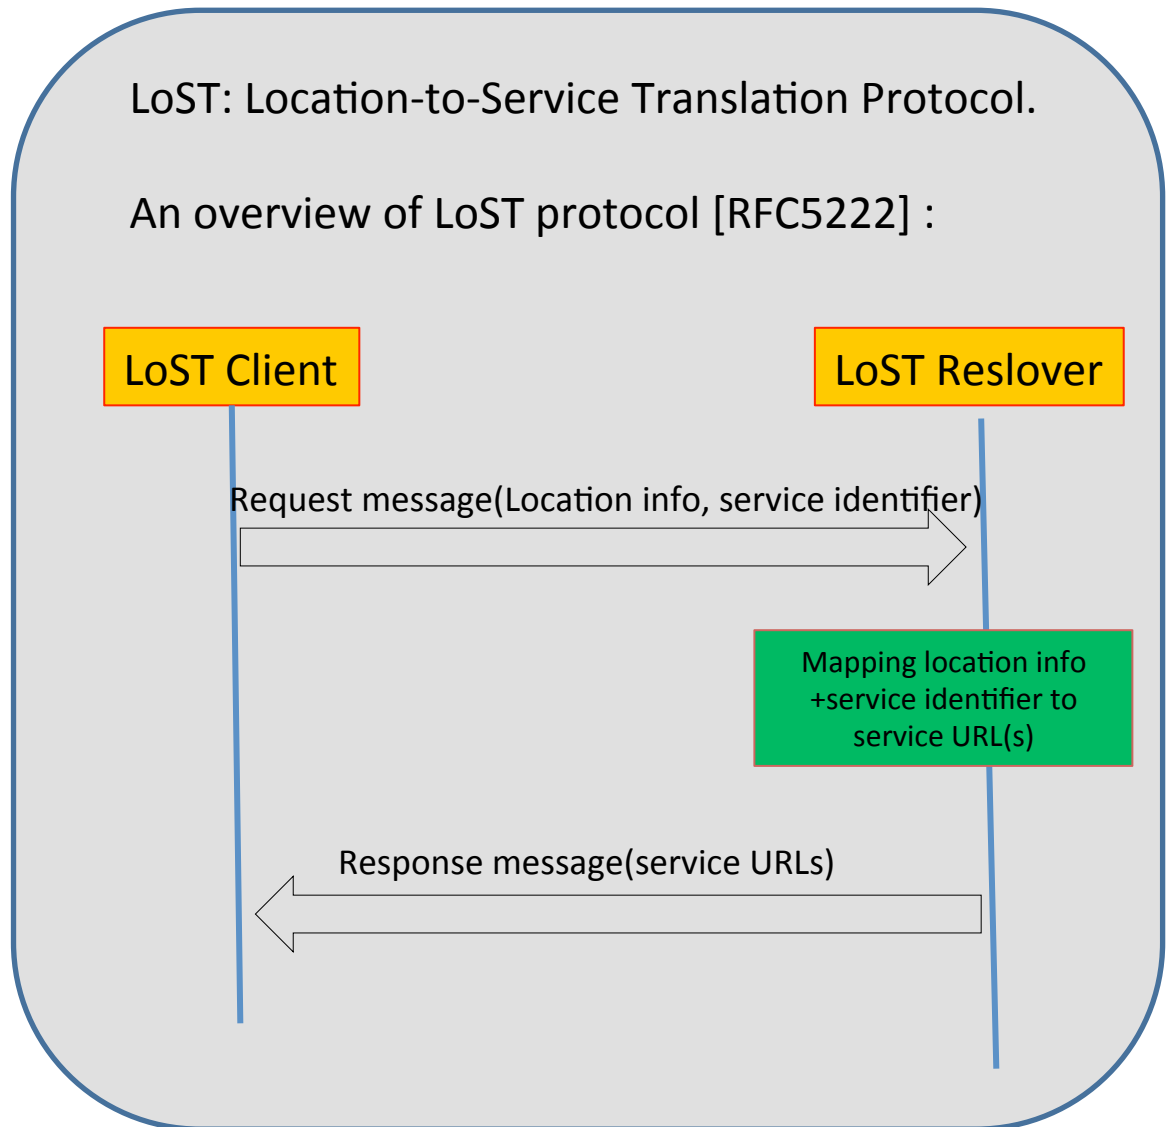 LoST: Location-to-Service Translation Protocol.
An overview of LoST protocol [RFC5222] :
LoST Client
LoST Reslover
Request message(Location info, service identifier)
Mapping location info
+service identifier to
service URL(s)
Response message(service URLs)